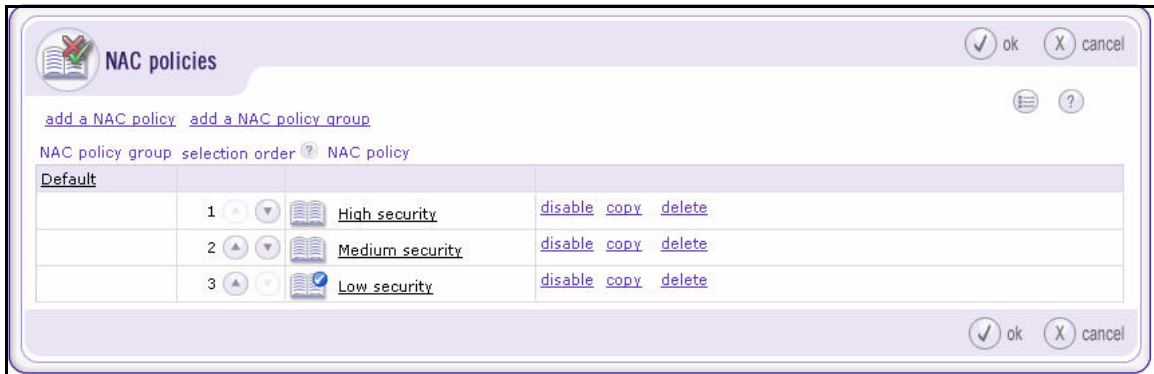 NAC policies
ok cancel
add a NAC policy add a NAC policy group
NAC policy group selection order ? NAC policy
Default
1 High security disable copy delete
2 Medium security disable copy delete
3 Low security disable copy delete
ok cancel